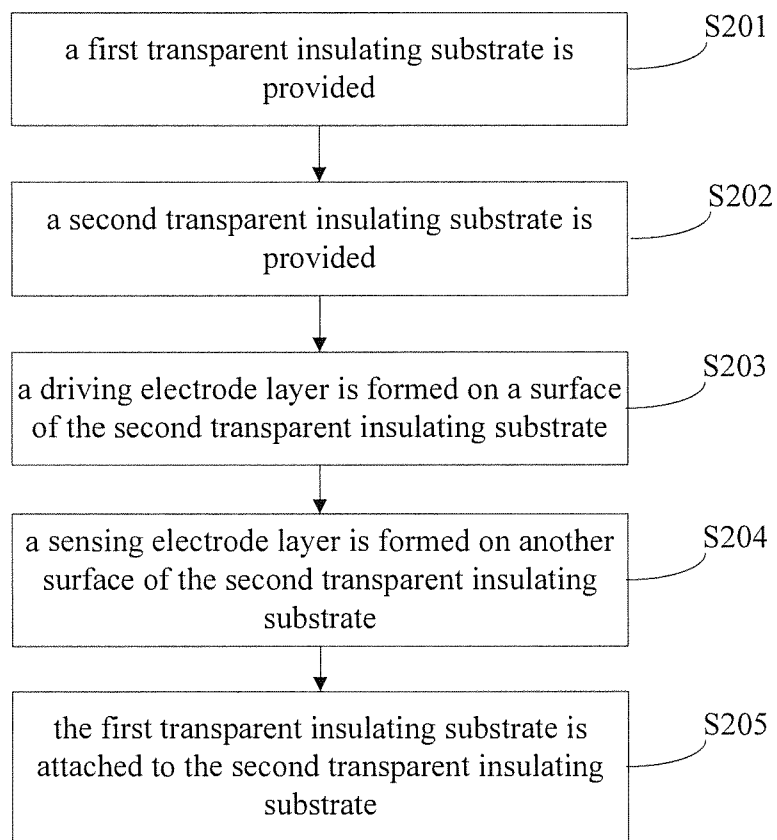 a first transparent insulating substrate is
provided
S201
a second transparent insulating substrate is
provided
S202
a driving electrode layer is formed on a surface
of the second transparent insulating substrate
S203
a sensing electrode layer is formed on another
surface of the second transparent insulating
substrate
S204
the first transparent insulating substrate is
attached to the second transparent insulating
substrate
S205